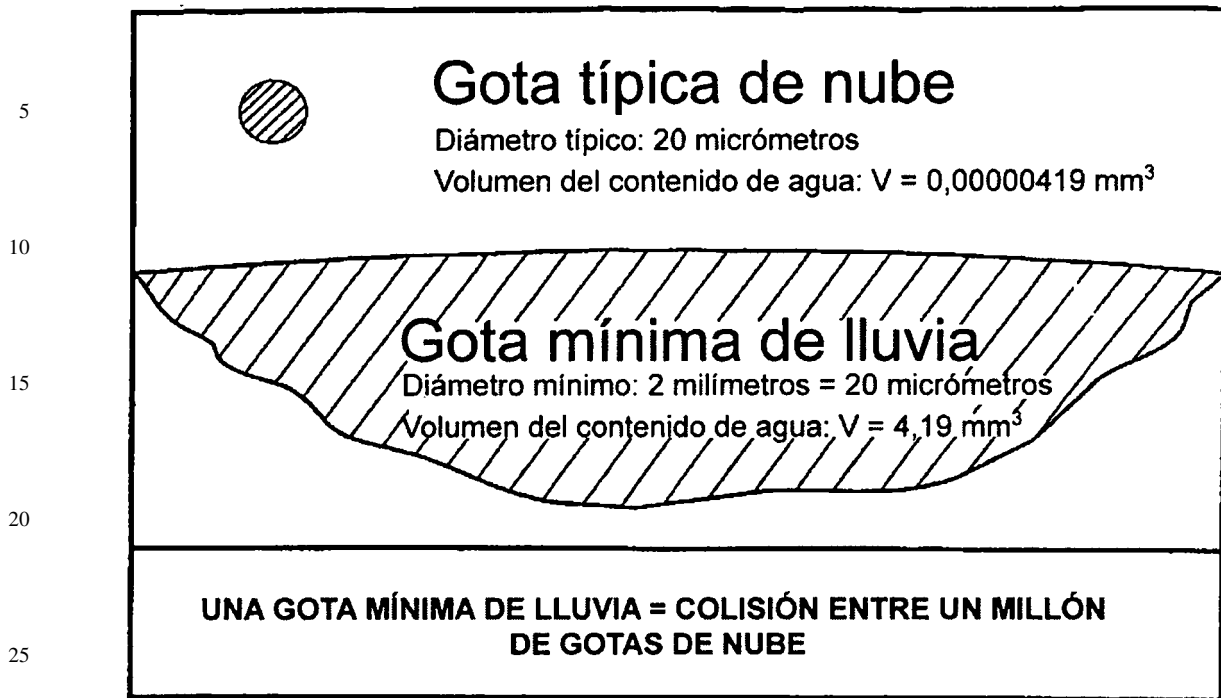 Gota típica de nube
5
Diámetro típico: 20 micrómetros
Volumen del contenido de agua: V = 0,00000419 mm³
10
Gota mínima de lluvia
15
Diámetro mínimo: 2 milímetros = 20 micrómetros
Volumen del contenido de agua: V = 4,19 mm³
20
UNA GOTA MÍNIMA DE LLUVIA = COLISIÓN ENTRE UN MILLÓN
DE GOTAS DE NUBE
25